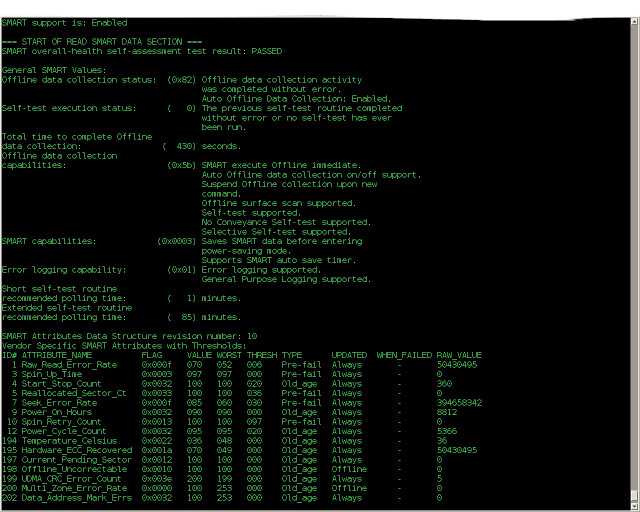 SMART support is: Enabled
=== START OF READ SMART DATA SECTION ===
SMART overall-health self-assessment test result: PASSED
General SMART Values:
Offline data collection status:  (0x82) Offline data collection activity
was completed without error.
Auto Offline Data Collection: Enabled.
Self-test execution status:      (   0) The previous self-test routine completed
without error or no self-test has ever
been run.
Total time to complete Offline
data collection:                 ( 430) seconds.
Offline data collection
capabilities:                    (0x5b) SMART execute Offline immediate.
Auto Offline data collection on/off support.
Suspend Offline collection upon new
command.
Offline surface scan supported.
Self-test supported.
No Conveyance Self-test supported.
Selective Self-test supported.
SMART capabilities:            (0x0003) Saves SMART data before entering
power-saving mode.
Supports SMART auto save timer.
Error logging capability:        (0x01) Error logging supported.
General Purpose Logging supported.
Short self-test routine
recommended polling time:        (   1) minutes.
Extended self-test routine
recommended polling time:        (  85) minutes.
SMART Attributes Data Structure revision number: 10
Vendor Specific SMART Attributes with Thresholds:
ID# ATTRIBUTE_NAME          FLAG     VALUE WORST THRESH TYPE      UPDATED  WHEN_FAILED RAW_VALUE
1 Raw_Read_Error_Rate     0x000f   070   052   006    Pre-fail  Always       -       50430495
3 Spin_Up_Time            0x0003   097   097   000    Pre-fail  Always       -       0
4 Start_Stop_Count        0x0032   100   100   020    Old_age   Always       -       360
5 Reallocated_Sector_Ct   0x0033   100   100   036    Pre-fail  Always       -       0
7 Seek_Error_Rate         0x000f   085   060   030    Pre-fail  Always       -       394658342
9 Power_On_Hours          0x0032   090   090   000    Old_age   Always       -       8812
10 Spin_Retry_Count        0x0013   100   100   097    Pre-fail  Always       -       0
12 Power_Cycle_Count       0x0032   095   095   020    Old_age   Always       -       5366
194 Temperature_Celsius     0x0022   036   048   000    Old_age   Always       -       36
195 Hardware_ECC_Recovered  0x001a   070   049   000    Old_age   Always       -       50430495
197 Current_Pending_Sector  0x0012   100   100   000    Old_age   Always       -       0
198 Offline_Uncorrectable   0x0010   100   100   000    Old_age   Offline      -       0
199 UDMA_CRC_Error_Count    0x003e   200   199   000    Old_age   Always       -       5
200 Multi_Zone_Error_Rate   0x0000   100   253   000    Old_age   Offline      -       0
202 Data_Address_Mark_Errs  0x0032   100   253   000    Old_age   Always       -       0